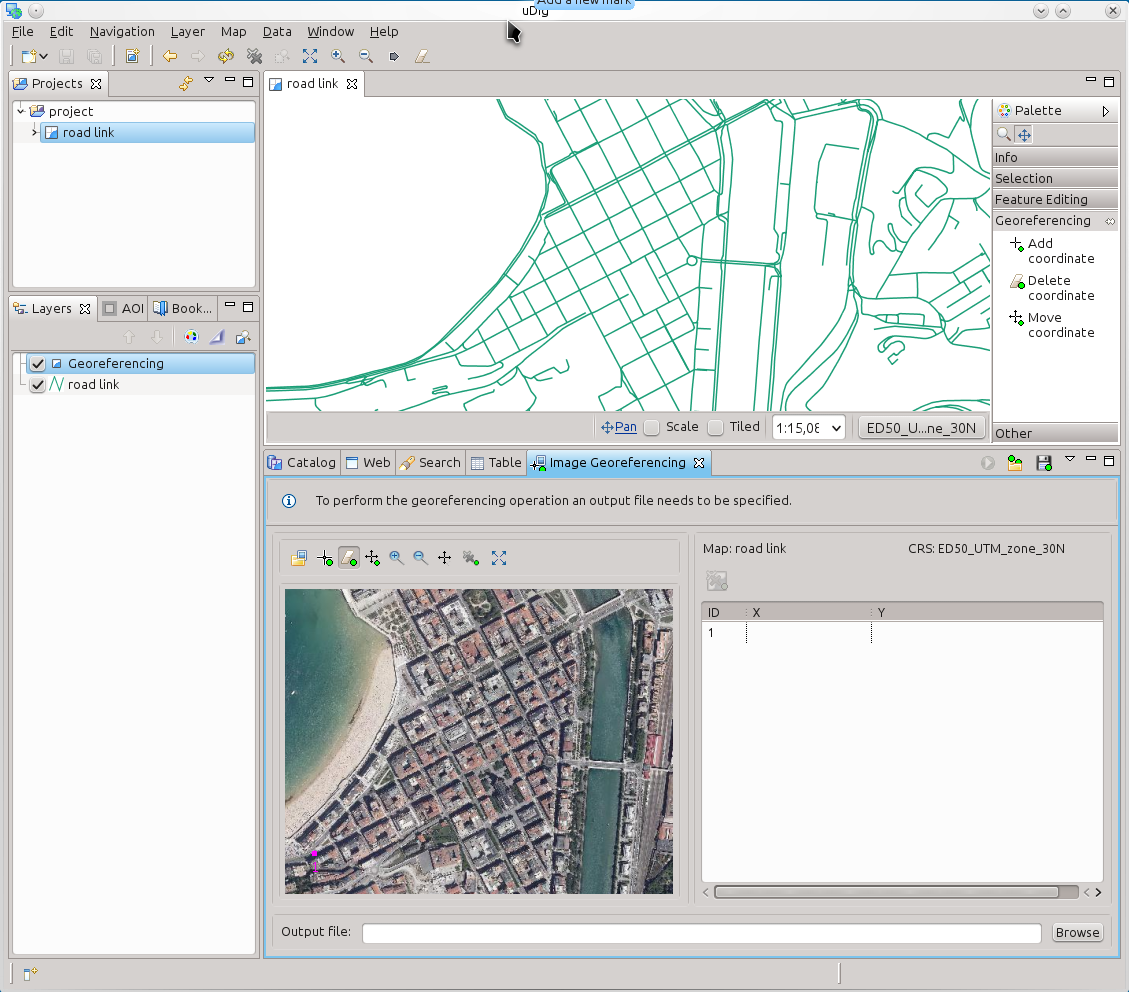 Add a new mark
uDig
File Edit Navigation Layer Map Data Window Help
Projects
project
road link
road link
Palette
Info
Selection
Feature Editing
Georeferencing
Add coordinate
Delete coordinate
Move coordinate
Other
Layers AOI Book...
Georeferencing
road link
Pan Scale Tiled 1:15,08 ED50_U...ne_30N
Catalog Web Search Table Image Georeferencing
To perform the georeferencing operation an output file needs to be specified.
Map: road link CRS: ED50_UTM_zone_30N
ID X Y
1
Output file: Browse